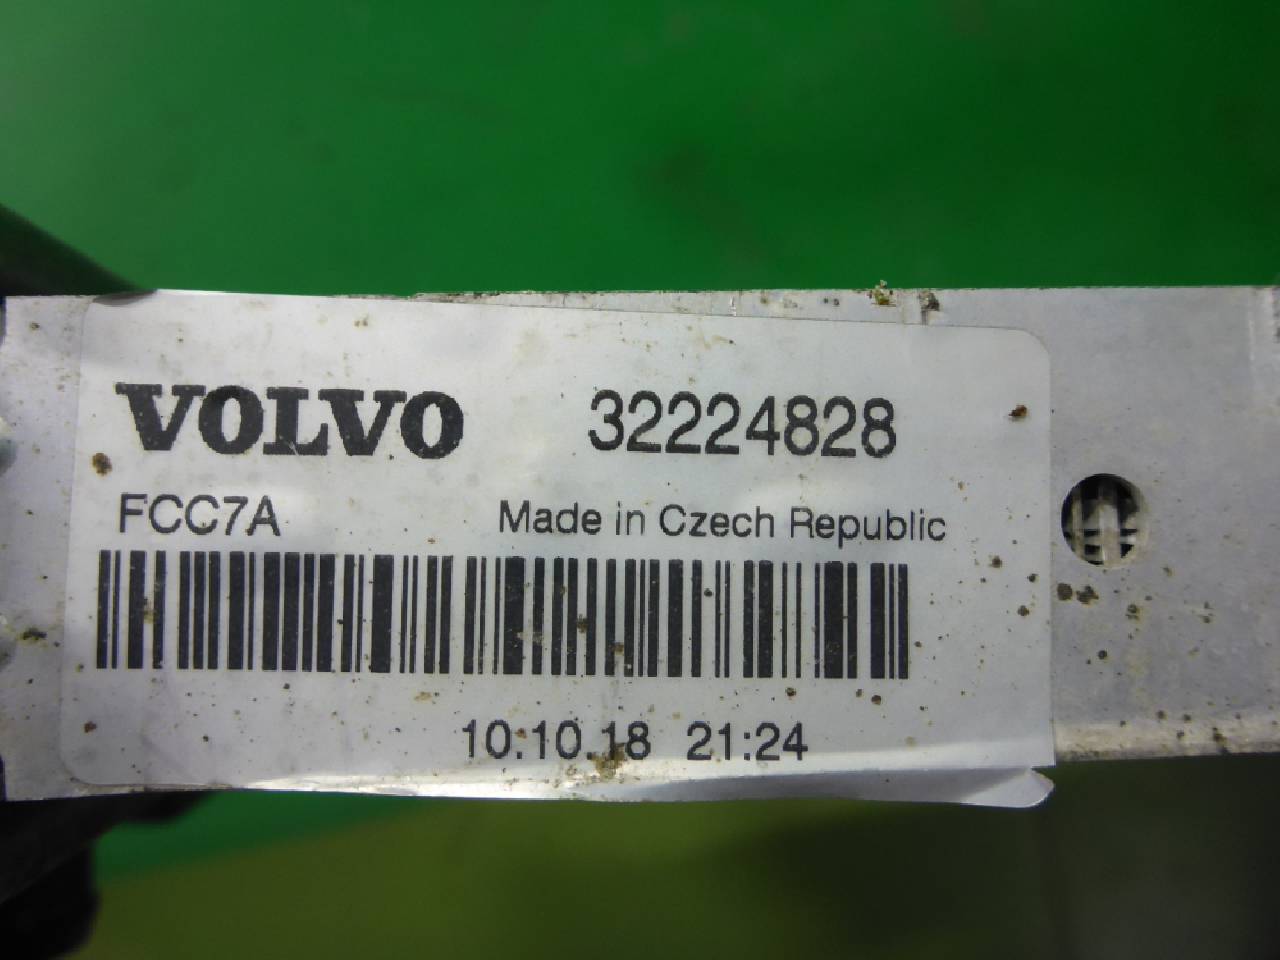 VOLVO 32224828
FCC7A Made in Czech Republic
10.10.18 21:24